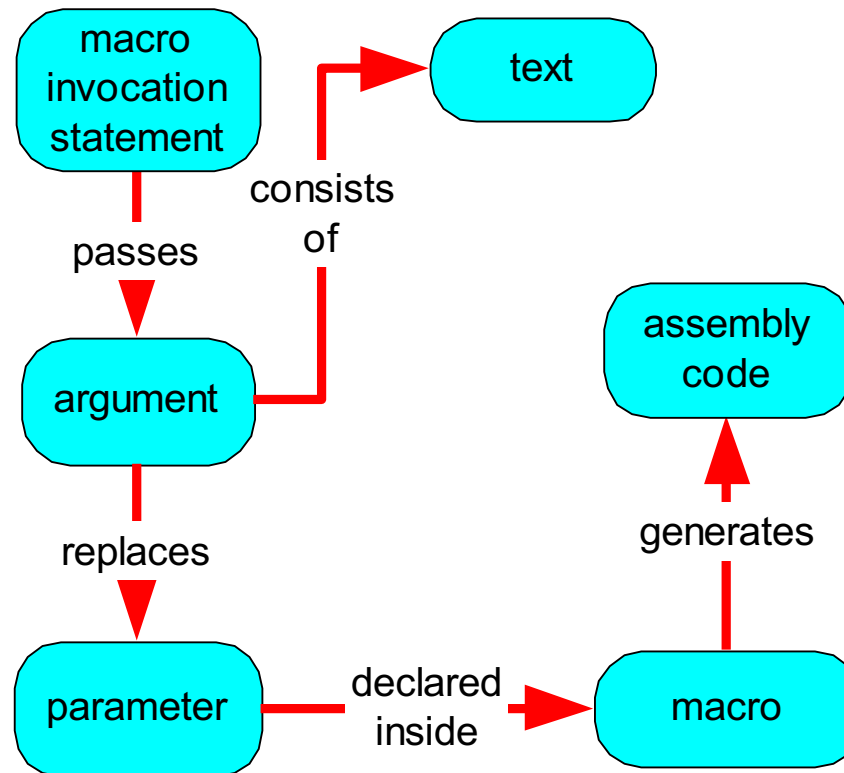 macro
invocation
statement
text
consists
of
passes
assembly
code
argument
generates
replaces
declared
inside
parameter
macro